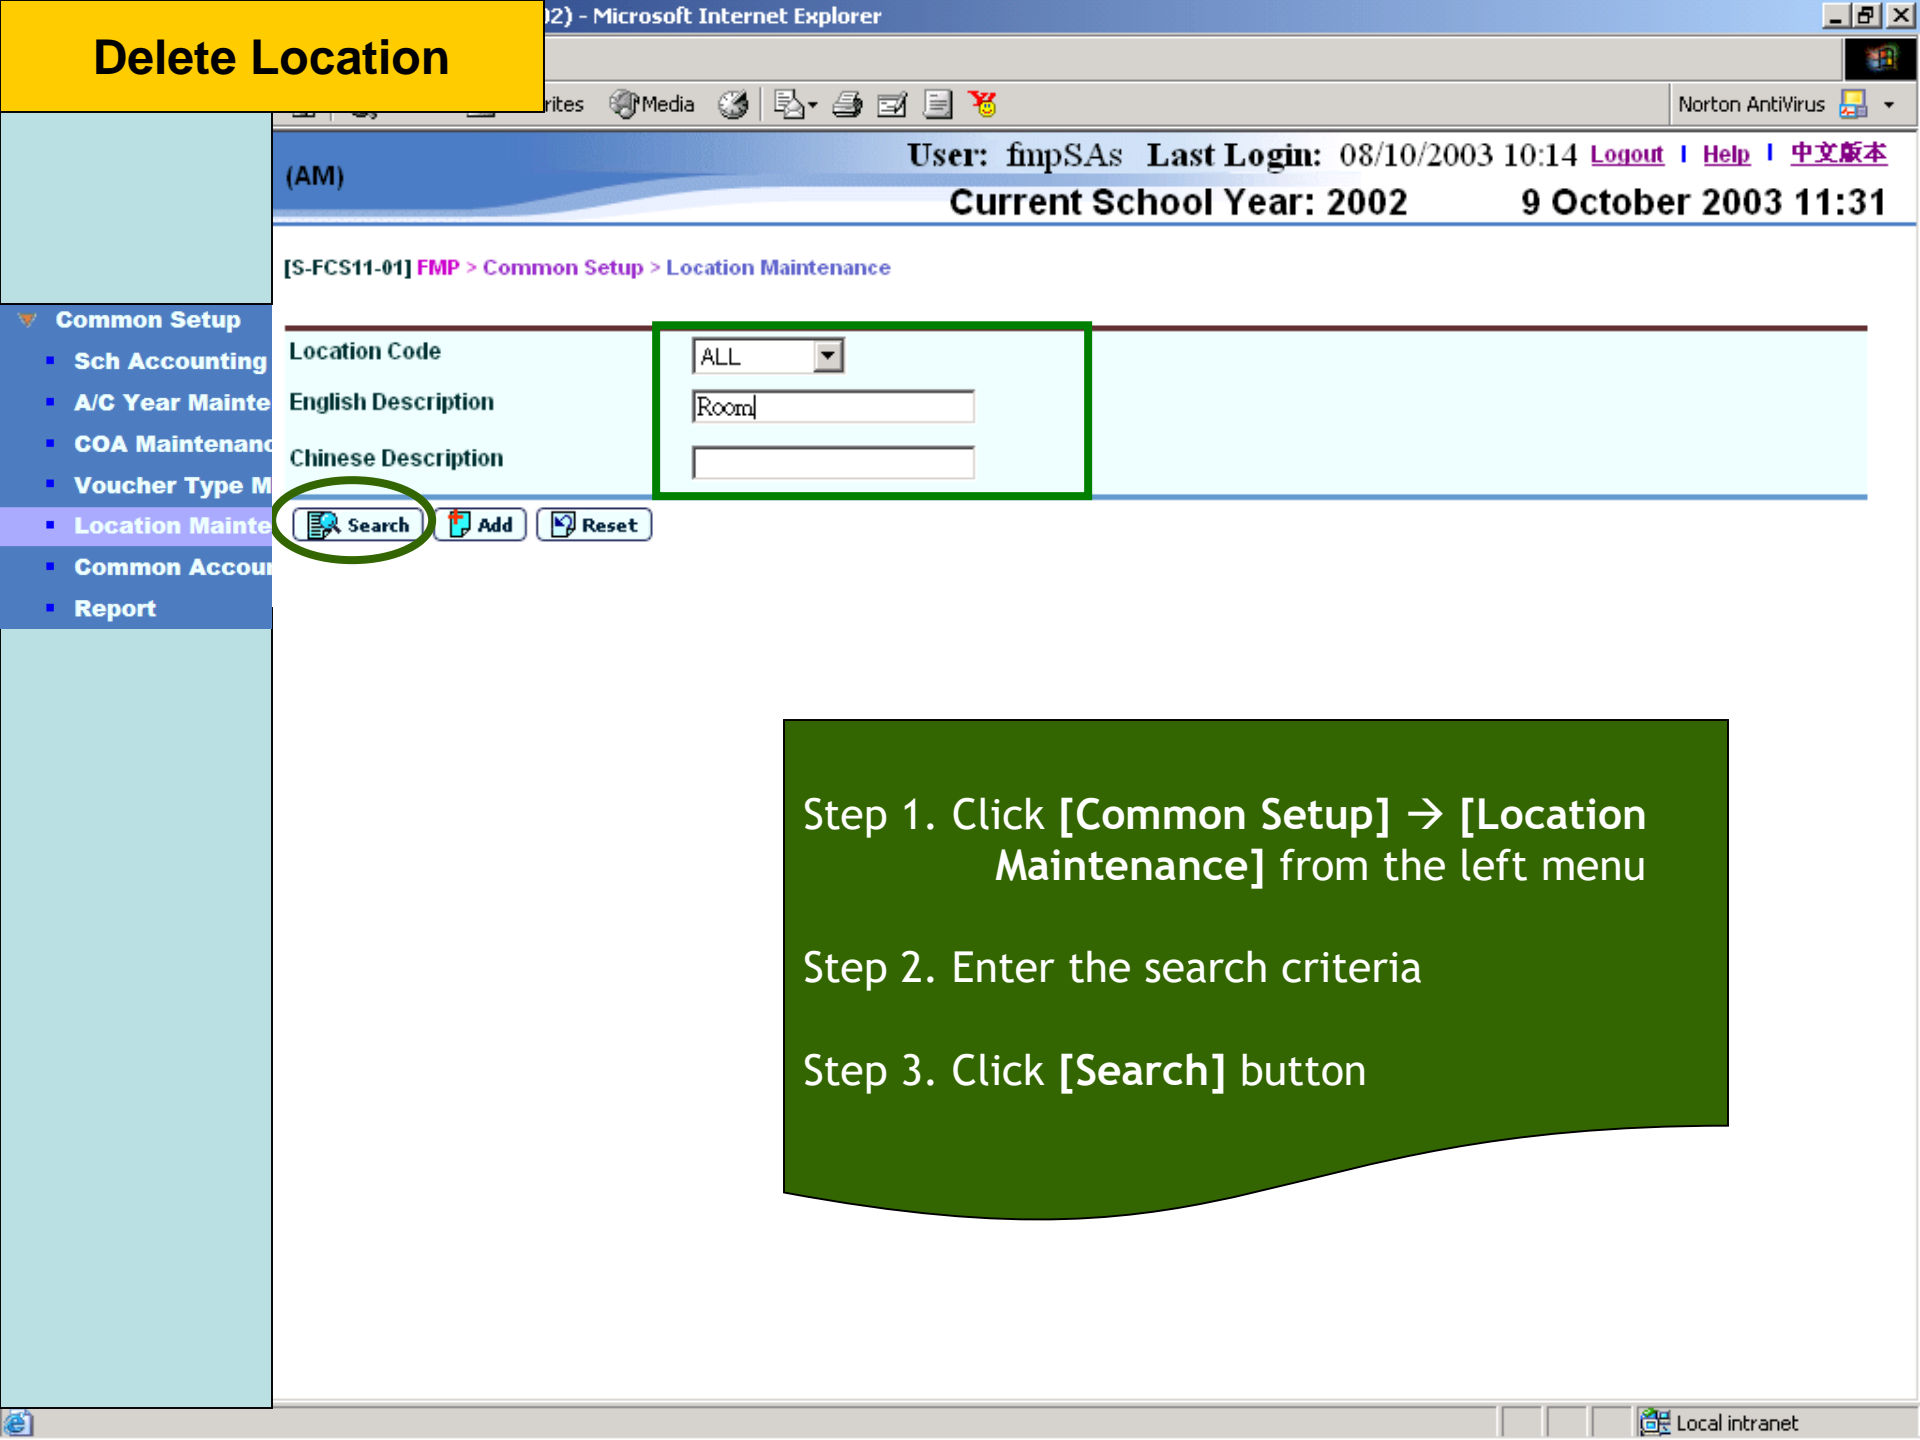 Delete Location
02) - Microsoft Internet Explorer
rites Media
Norton AntiVirus
(AM)
User: fmpSAs Last Login: 08/10/2003 10:14 Logout | Help | 中文版本
Current School Year: 2002 9 October 2003 11:31
[S-FCS11-01] FMP > Common Setup > Location Maintenance
Common Setup
Sch Accounting
A/C Year Mainte
COA Maintenanc
Voucher Type M
Location Mainte
Common Accoun
Report
Location Code ALL
English Description Room
Chinese Description
Search Add Reset
Step 1. Click [Common Setup] → [Location
Maintenance] from the left menu
Step 2. Enter the search criteria
Step 3. Click [Search] button
Local intranet